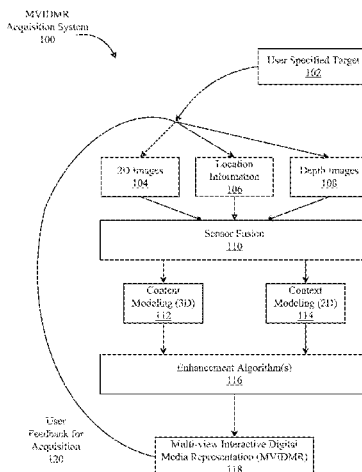 MVIDMR
Acquisition System
100
User Specified Target
102
2D Images
104
Location
Information
106
Depth Images
108
Sensor Fusion
110
Content
Modeling (3D)
112
Context
Modeling (2D)
114
Enhancement Algorithm(s)
116
User
Feedback for
Acquisition
120
Multi-view Interactive Digital
Media Representation (MVIDMR)
118